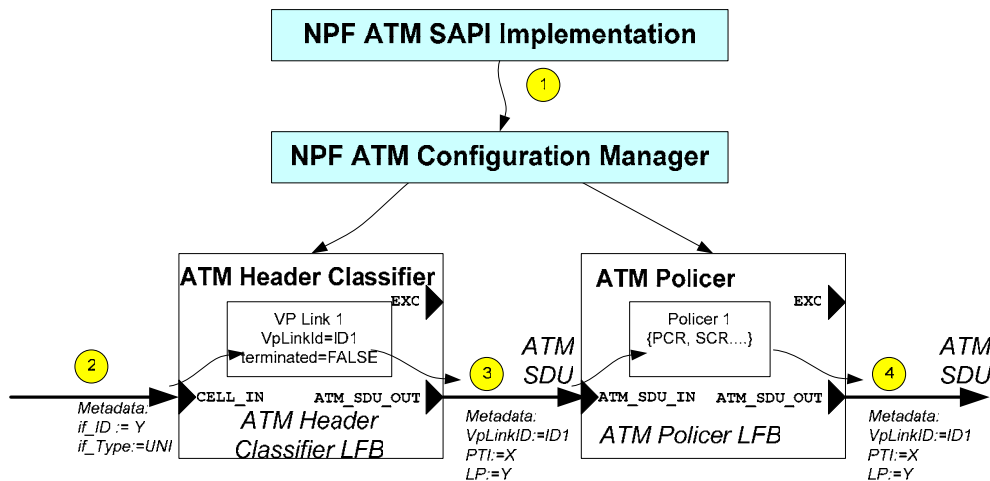 NPF ATM SAPI Implementation
1
NPF ATM Configuration Manager
ATM Header Classifier
EXC
VP Link 1
VpLinkId=ID1
terminated=FALSE
2
CELL_IN
ATM_SDU_OUT
Metadata:
if_ID := Y
if_Type:=UNI
ATM Header
Classifier LFB
ATM
SDU
3
Metadata:
VpLinkID:=ID1
PTI:=X
LP:=Y
ATM Policer
EXC
Policer 1
{PCR, SCR....}
ATM_SDU_IN
ATM_SDU_OUT
ATM Policer LFB
ATM
SDU
4
Metadata:
VpLinkID:=ID1
PTI:=X
LP:=Y